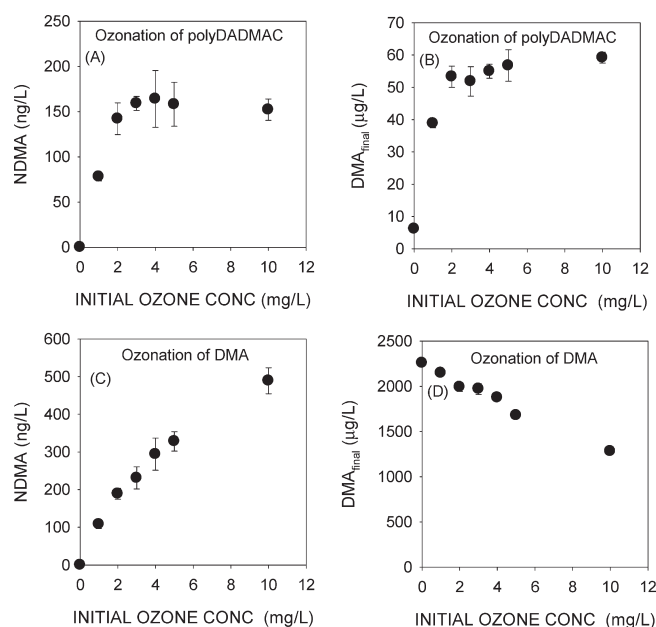 Ozonation of polyDADMAC
(A)
NDMA (ng/L)
250
200
150
100
50
0
0 2 4 6 8 10 12
INITIAL OZONE CONC (mg/L)
Ozonation of polyDADMAC
(B)
DMAfinal (µg/L)
70
60
50
40
30
20
10
0
0 2 4 6 8 10 12
INITIAL OZONE CONC (mg/L)
Ozonation of DMA
(C)
NDMA (ng/L)
600
500
400
300
200
100
0
0 2 4 6 8 10 12
INITIAL OZONE CONC (mg/L)
Ozonation of DMA
(D)
DMAfinal (µg/L)
2500
2000
1500
1000
500
0
0 2 4 6 8 10 12
INITIAL OZONE CONC (mg/L)